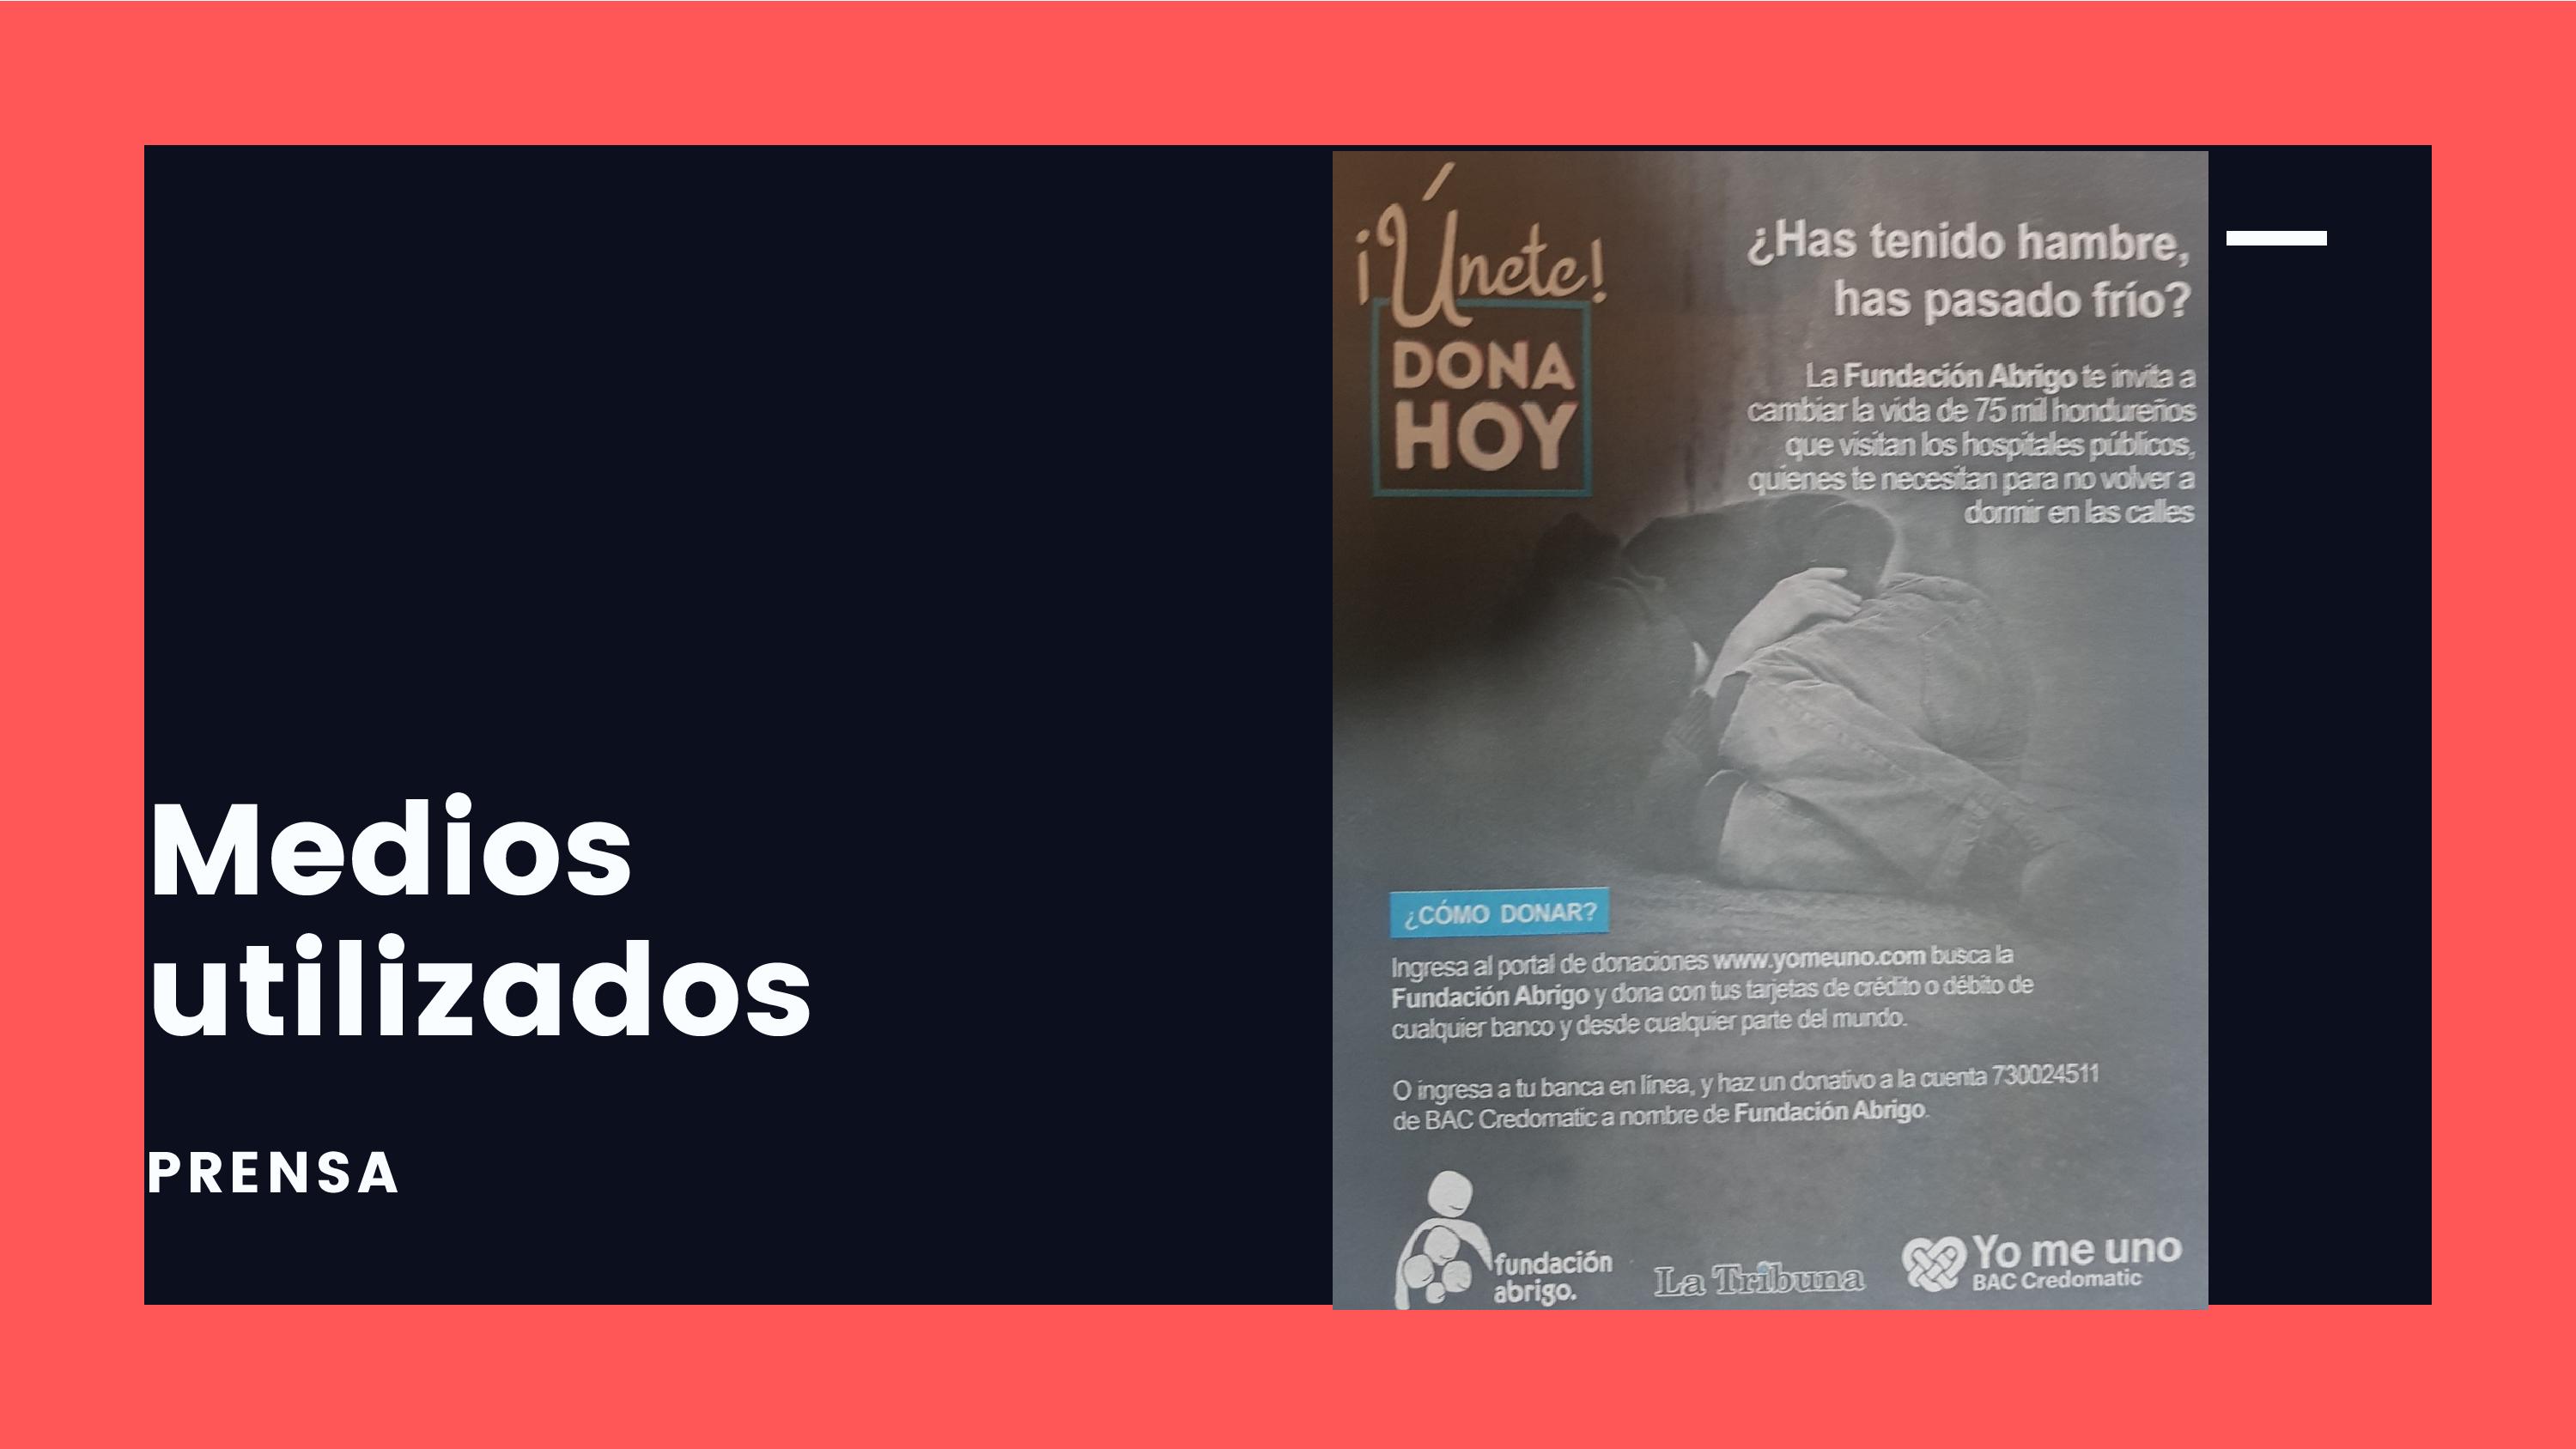 Medios
utilizados
PRENSA
¡Únete!
DONA
HOY
¿Has tenido hambre,
has pasado frío?
La Fundación Abrigo te invita a
cambiar la vida de 75 mil hondureños
que visitan los hospitales públicos,
quienes te necesitan para no volver a
dormir en las calles
¿CÓMO DONAR?
Ingresa al portal de donaciones www.yomeuno.com busca la
Fundación Abrigo y dona con tus tarjetas de crédito o débito de
cualquier banco y desde cualquier parte del mundo.
O ingresa a tu banca en línea, y haz un donativo a la cuenta 730024511
de BAC Credomatic a nombre de Fundación Abrigo.
fundación
abrigo.
La Tribuna
Yo me uno
BAC Credomatic